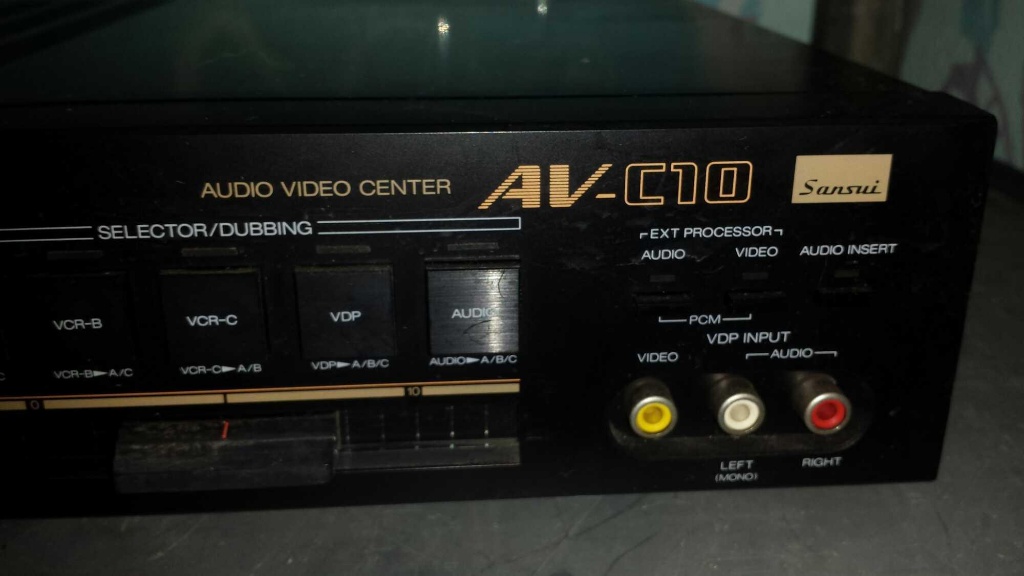 AUDIO VIDEO CENTER AV-C10 Sansui
SELECTOR/DUBBING
EXT PROCESSOR
AUDIO VIDEO AUDIO INSERT
VCR-B VCR-C VDP AUDIO
PCM
VDP INPUT
VIDEO AUDIO
VCR-B▶A/C VCR-C▶A/B VDP▶A/B/C AUDIO▶A/B/C
0 10
LEFT RIGHT
(MONO)